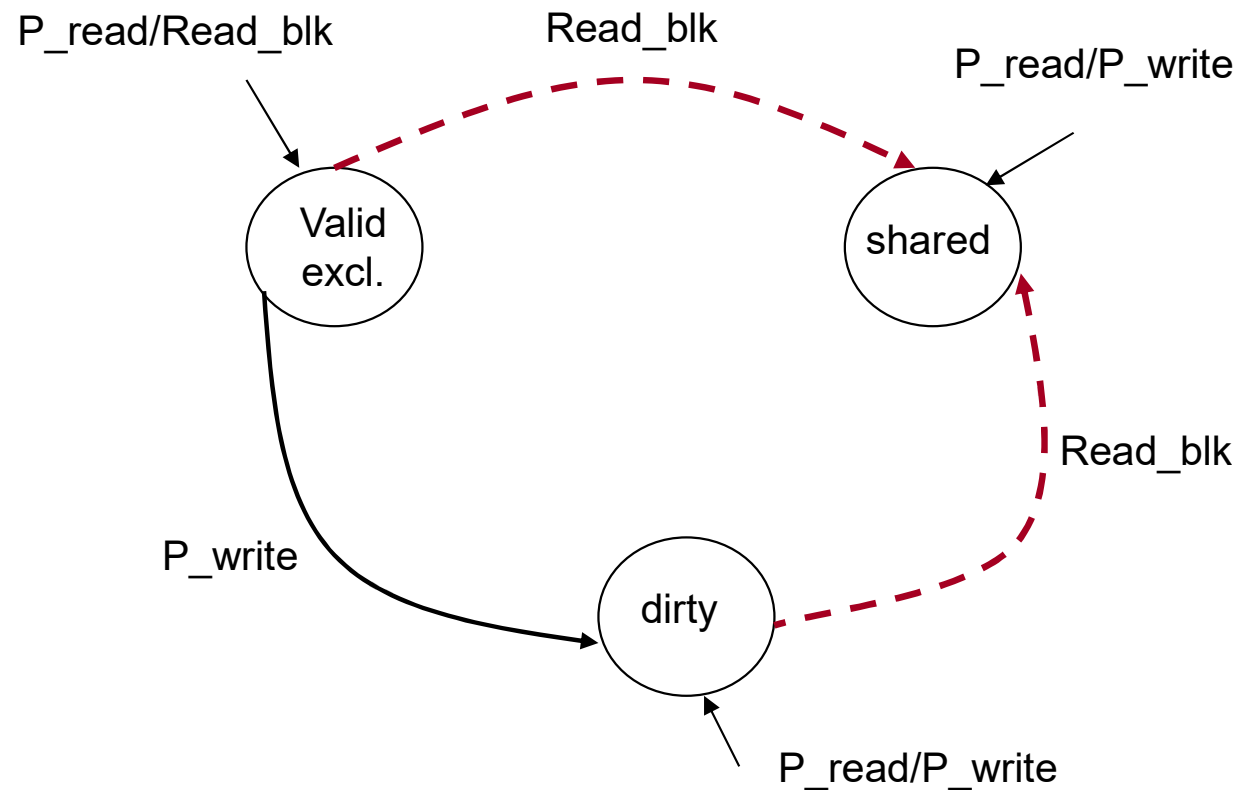 P_read/Read_blk
Read_blk
P_read/P_write
Valid
excl.
shared
Read_blk
P_write
dirty
P_read/P_write